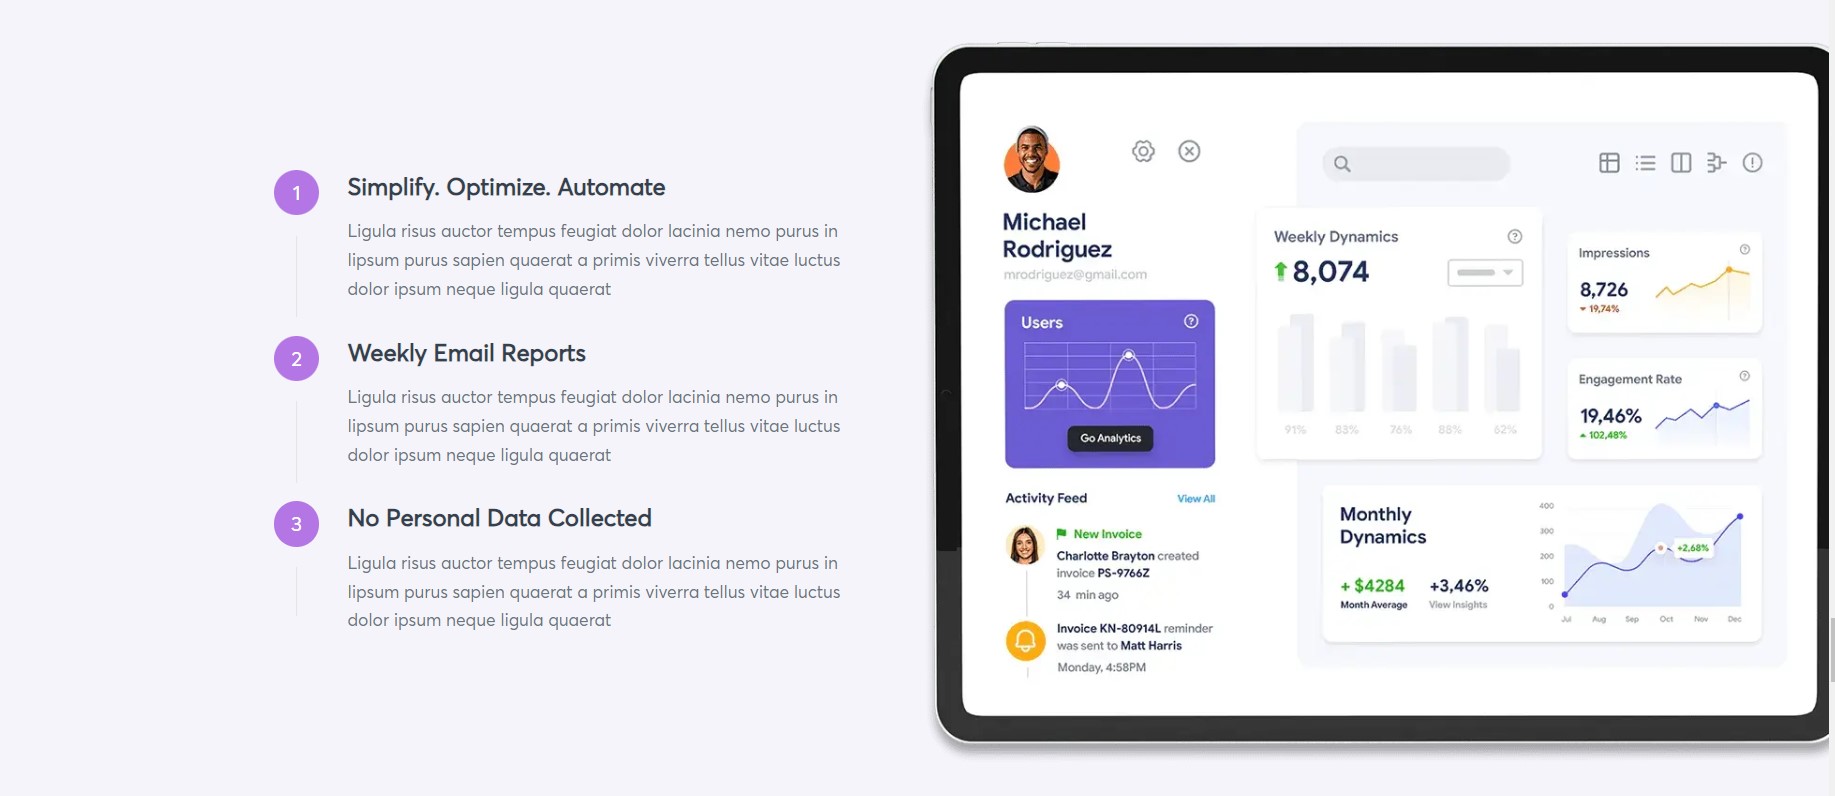 1
Simplify. Optimize. Automate
Ligula risus auctor tempus feugiat dolor lacinia nemo purus in
lipsum purus sapien quaerat a primis viverra tellus vitae luctus
dolor ipsum neque ligula quaerat
2
Weekly Email Reports
Ligula risus auctor tempus feugiat dolor lacinia nemo purus in
lipsum purus sapien quaerat a primis viverra tellus vitae luctus
dolor ipsum neque ligula quaerat
3
No Personal Data Collected
Ligula risus auctor tempus feugiat dolor lacinia nemo purus in
lipsum purus sapien quaerat a primis viverra tellus vitae luctus
dolor ipsum neque ligula quaerat
Michael
Rodriguez
mrodriguez@gmail.com
Users
Go Analytics
Activity Feed
View All
New Invoice
Charlotte Brayton created
invoice PS-9766Z
34 min ago
Invoice KN-80914L reminder
was sent to Matt Harris
Monday, 4:58PM
Weekly Dynamics
8,074
91% 83% 76% 88% 62%
Impressions
8,726
19,74%
Engagement Rate
19,46%
102,48%
Monthly
Dynamics
+ $4284
Month Average
+3,46%
View Insights
400
300
200
100
0
+2,68%
Jul Aug Sep Oct Nov Dec